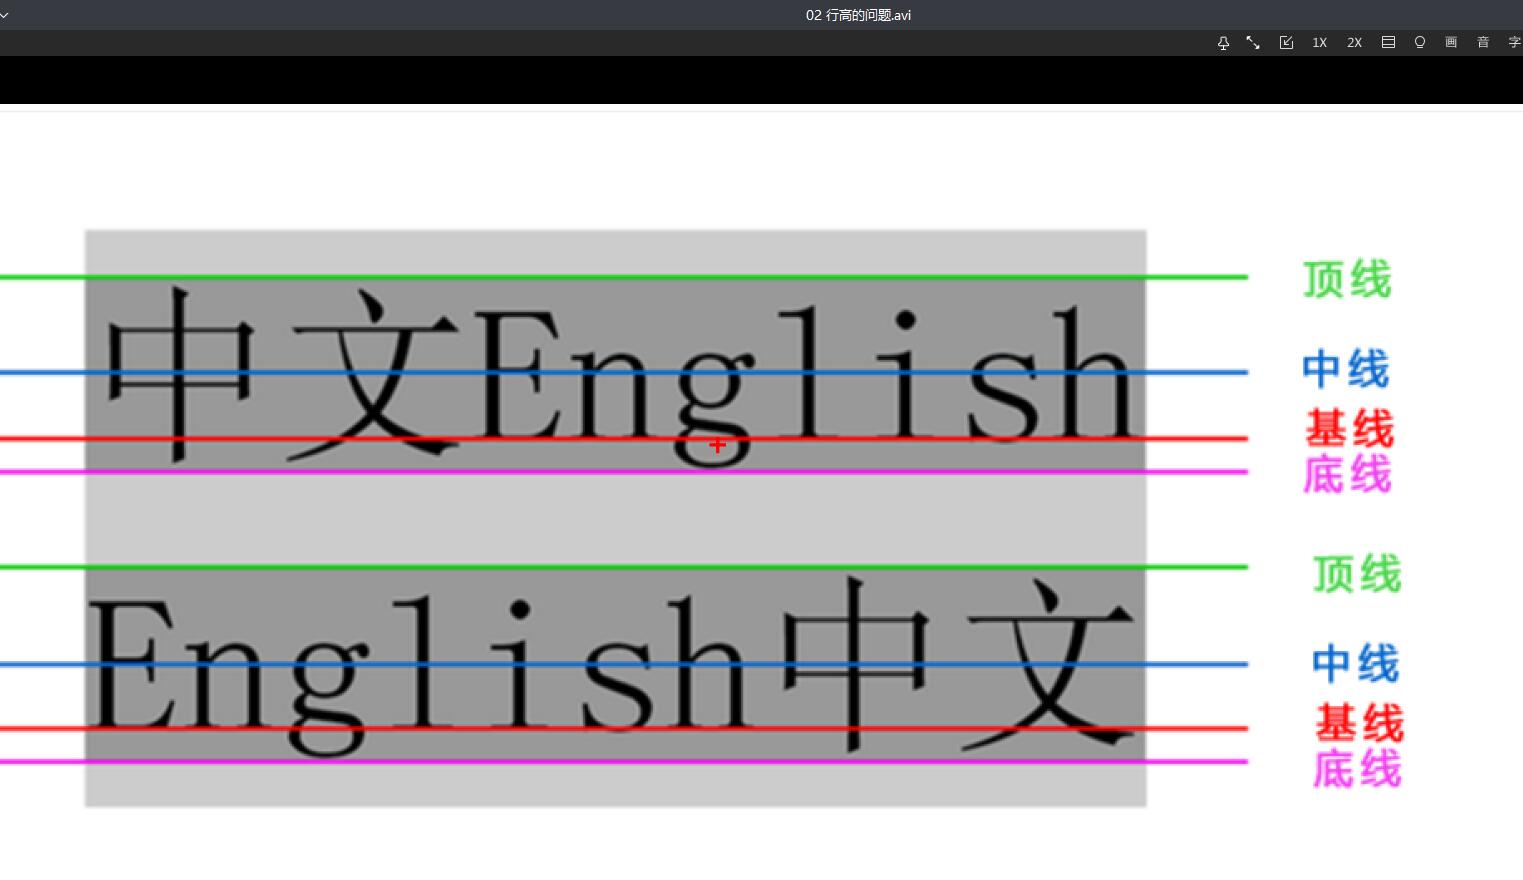 02 行高的问题.avi
1X 2X 画 音 字
顶线
中文English
中线
基线
底线
顶线
English中文
中线
基线
底线